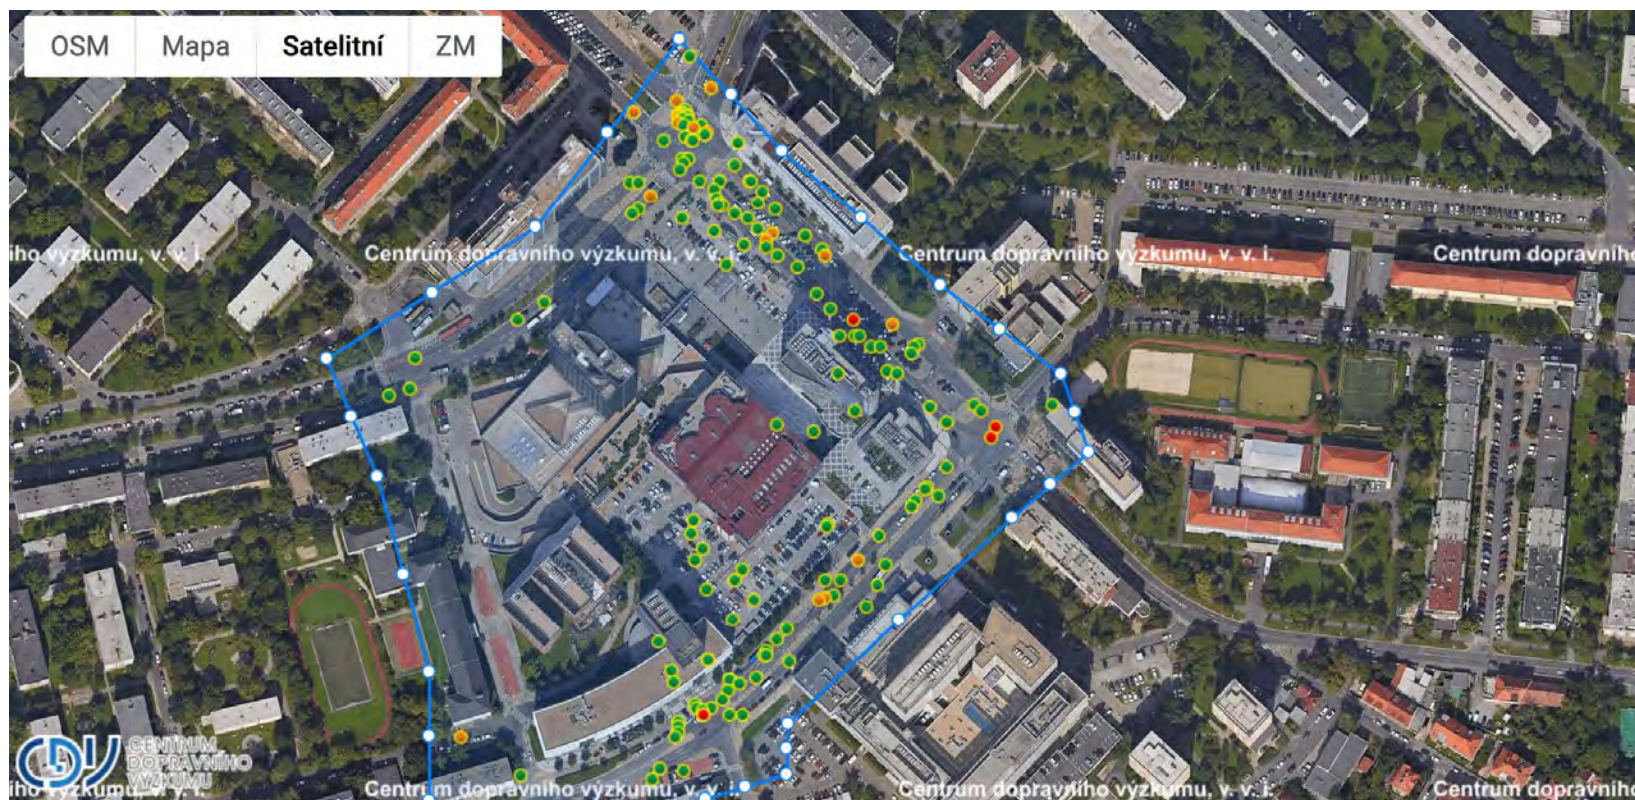 OSM Mapa Satelitní ZM
ního výzkumu, v. v. i. Centrum dopravního výzkumu, v. v. i. Centrum dopravního výzkumu, v. v. i. Centrum dopravního
CDV CENTRUM
DOPRAVNÍHO
VÝZKUMU
ního výzkumu, v. v. i. Centrum dopravního výzkumu, v. v. i. Centrum dopravního výzkumu, v. v. i. Centrum dopravního